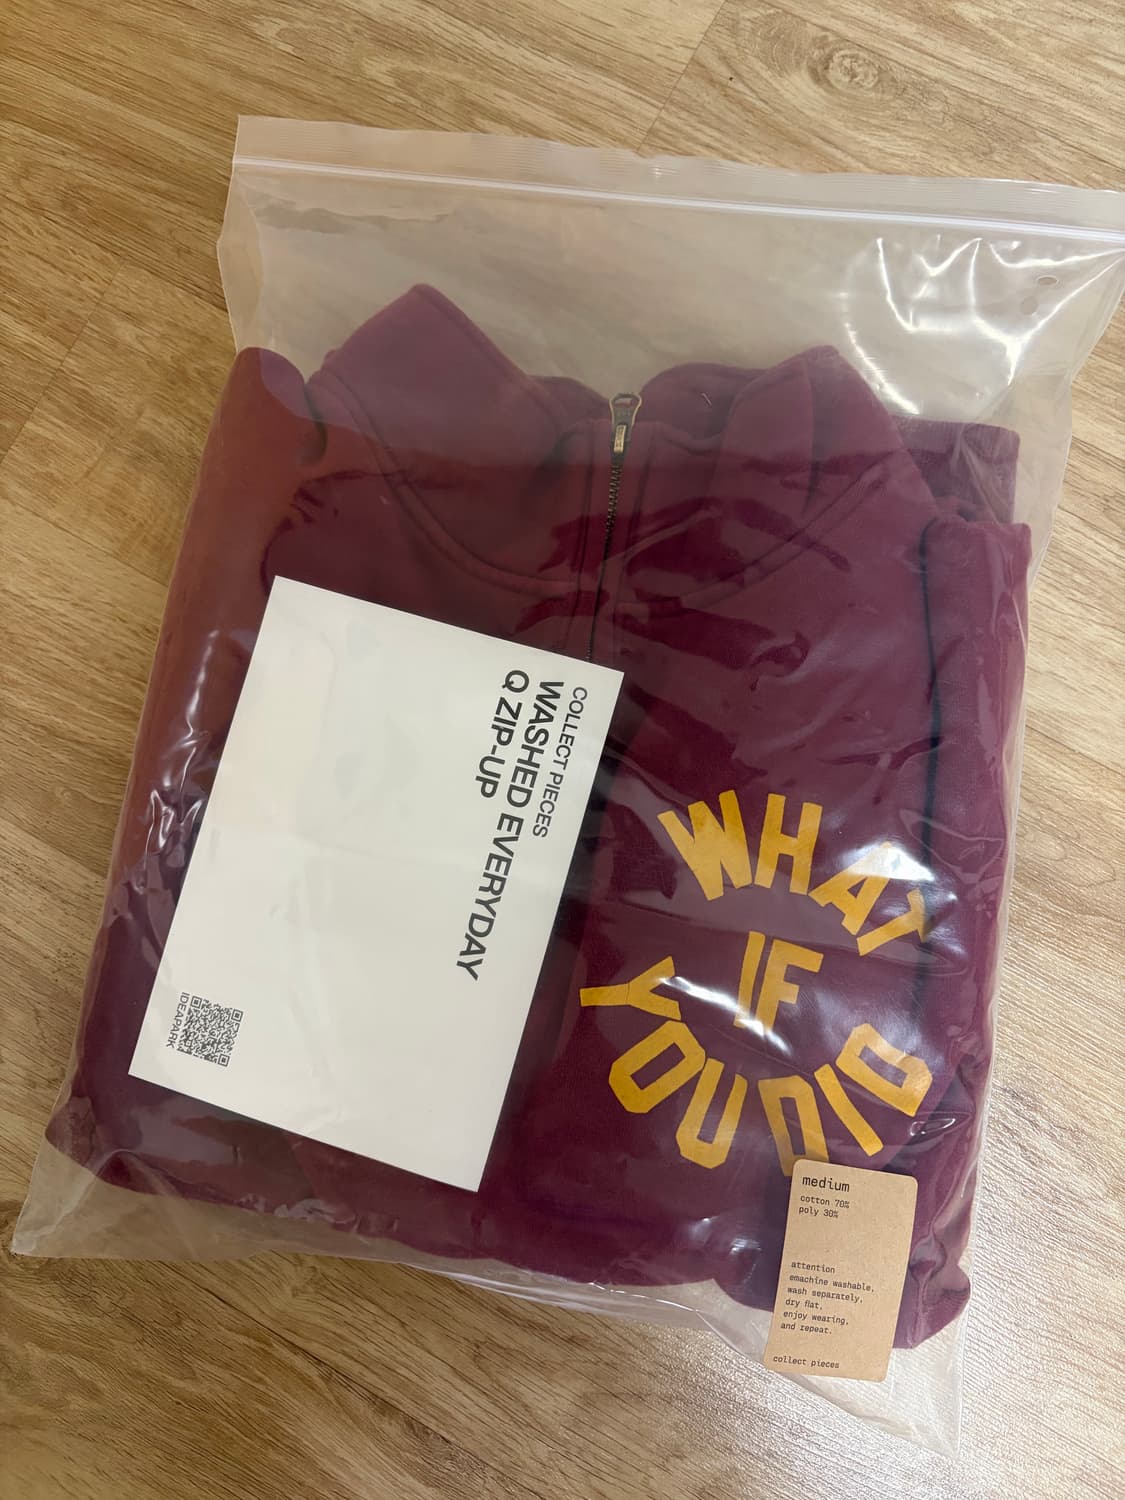 COLLECT PIECES
WASHED EVERYDAY
Q ZIP-UP
IDEAPARK
WHAT
IF
YOU DID
medium
cotton 70%
poly 30%
attention
emachine washable,
wash separately,
dry flat,
enjoy wearing,
and repeat.
collect pieces